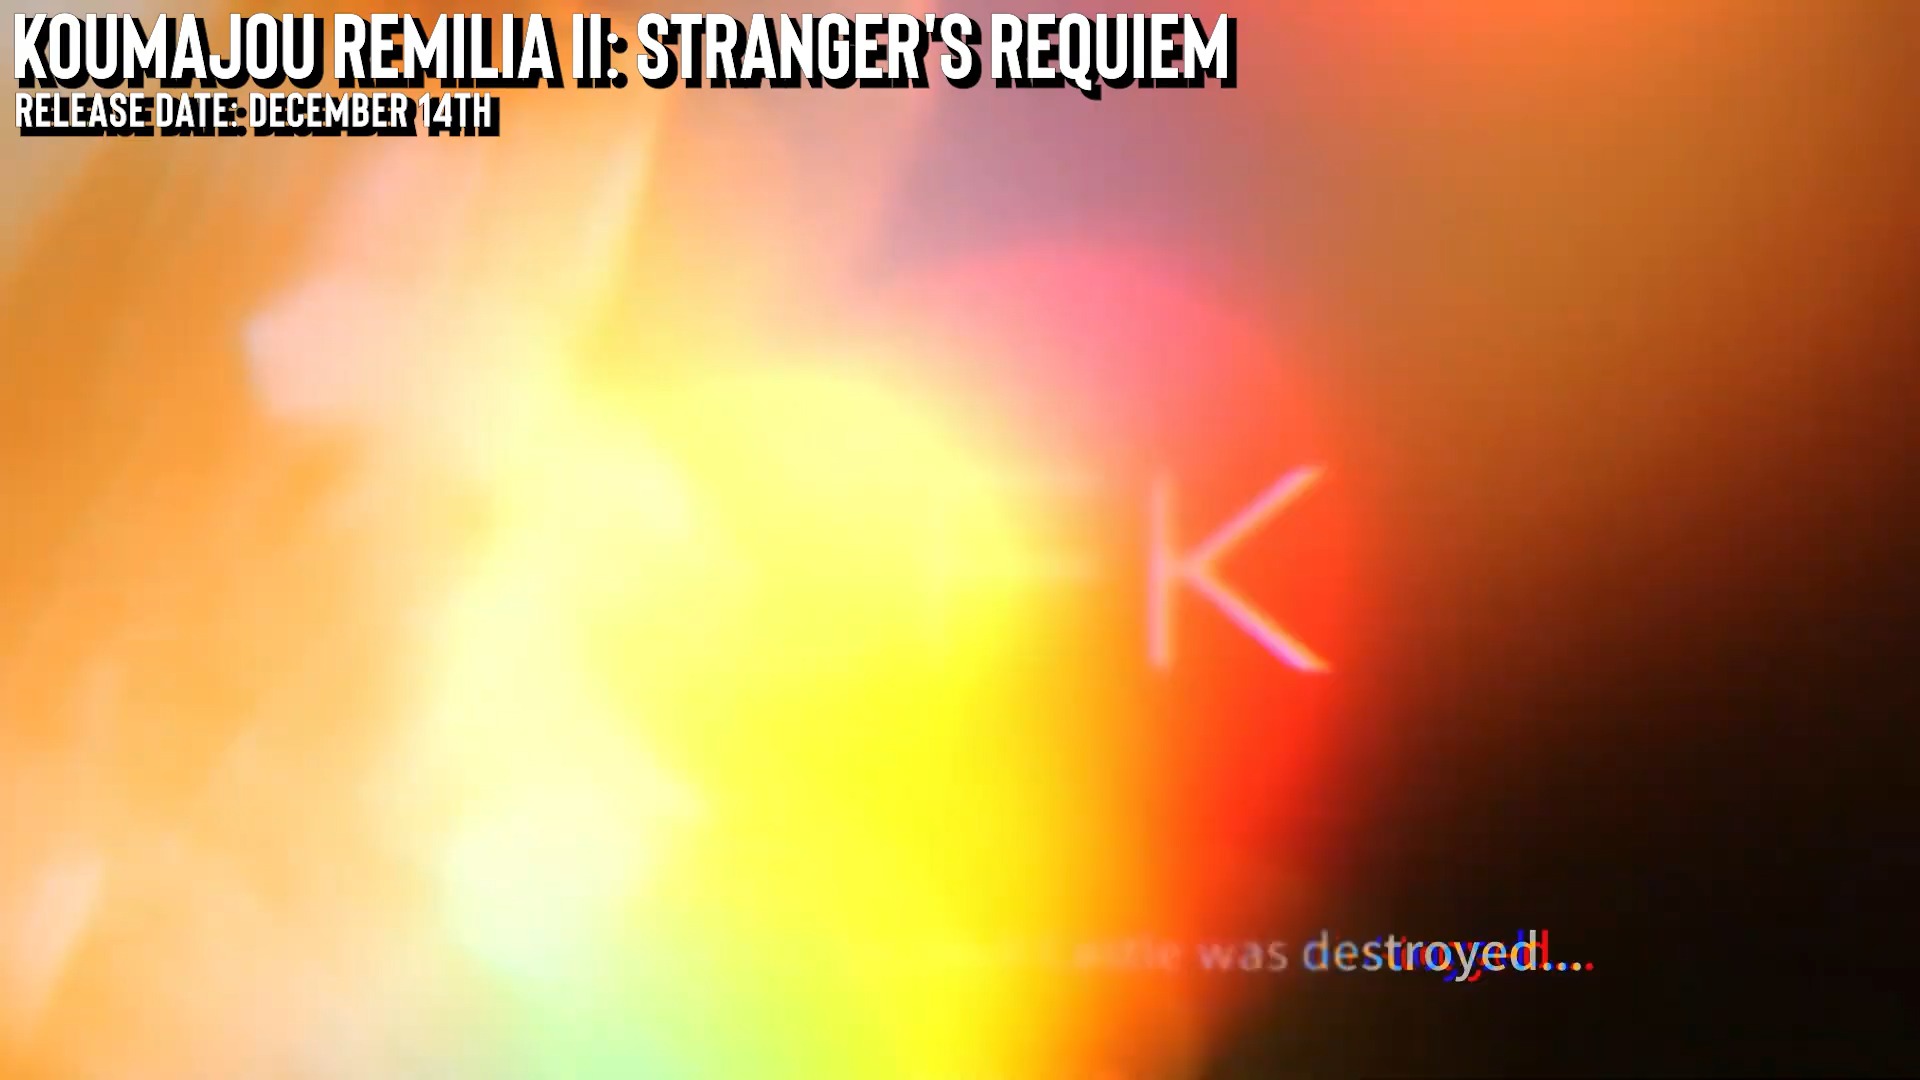 KOUMAJOU REMILIA II: STRANGER'S REQUIEM
RELEASE DATE: DECEMBER 14TH
K
was destroyed....